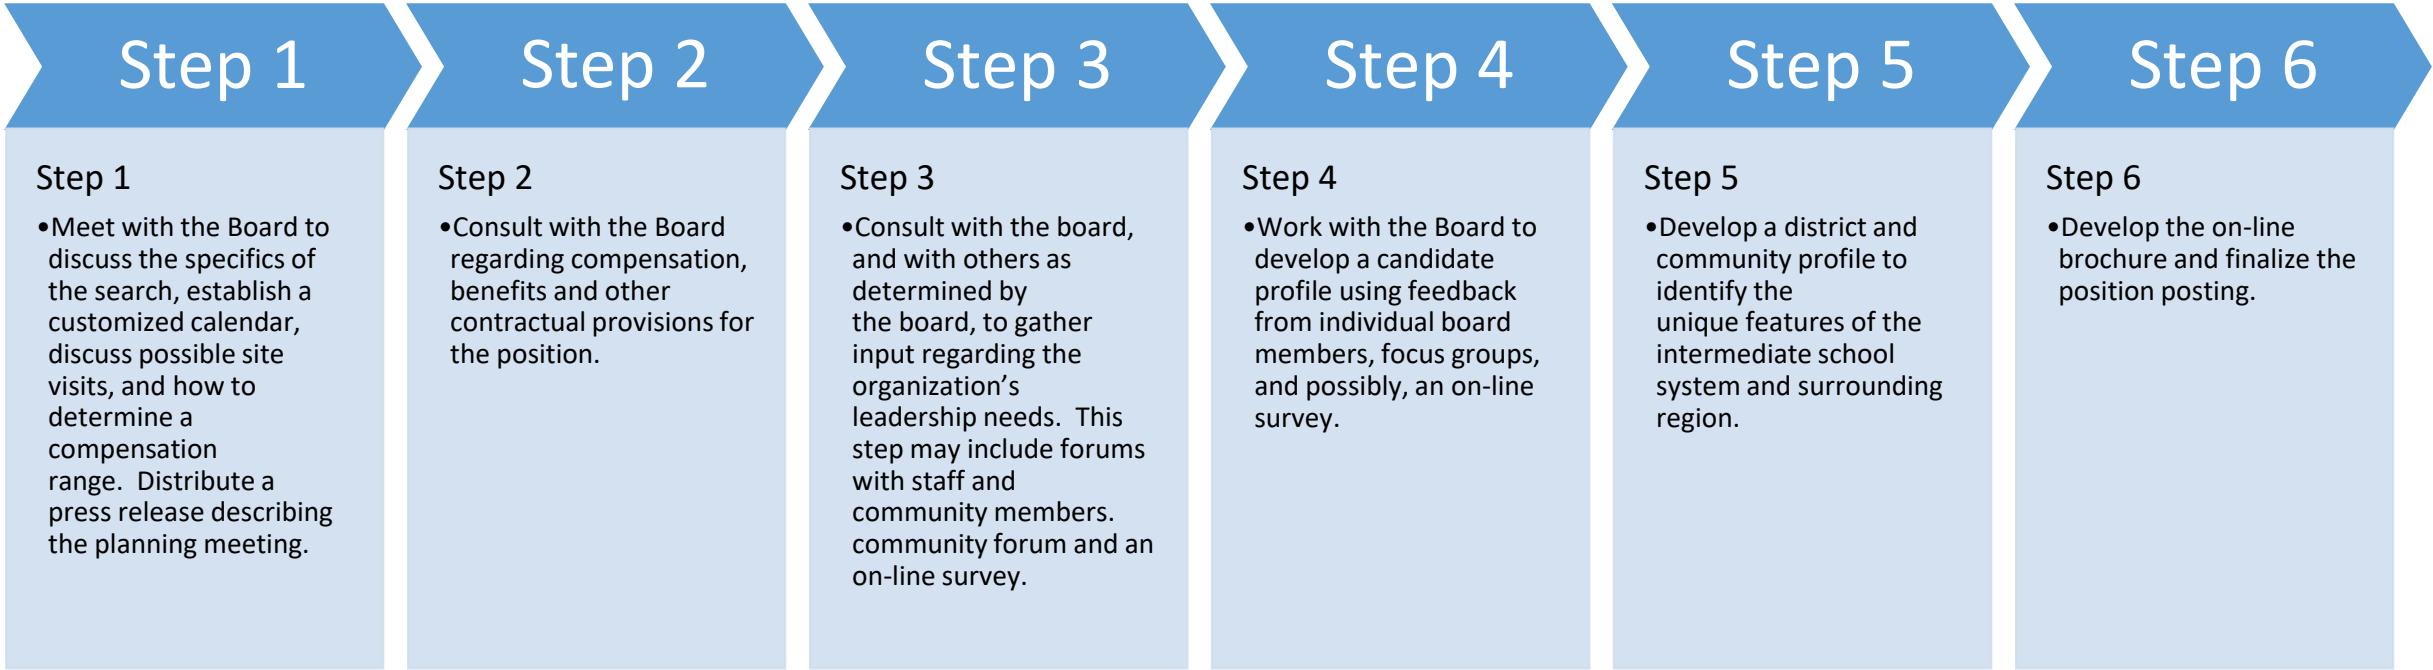 Step 1
Step 2
Step 3
Step 4
Step 5
Step 6
Step 1
•Meet with the Board to
discuss the specifics of
the search, establish a
customized calendar,
discuss possible site
visits, and how to
determine a
compensation
range.  Distribute a
press release describing
the planning meeting.
Step 2
•Consult with the Board
regarding compensation,
benefits and other
contractual provisions for
the position.
Step 3
•Consult with the board,
and with others as
determined by
the board, to gather
input regarding the
organization’s
leadership needs.  This
step may include forums
with staff and
community members.
community forum and an
on-line survey.
Step 4
•Work with the Board to
develop a candidate
profile using feedback
from individual board
members, focus groups,
and possibly, an on-line
survey.
Step 5
•Develop a district and
community profile to
identify the
unique features of the
intermediate school
system and surrounding
region.
Step 6
•Develop the on-line
brochure and finalize the
position posting.